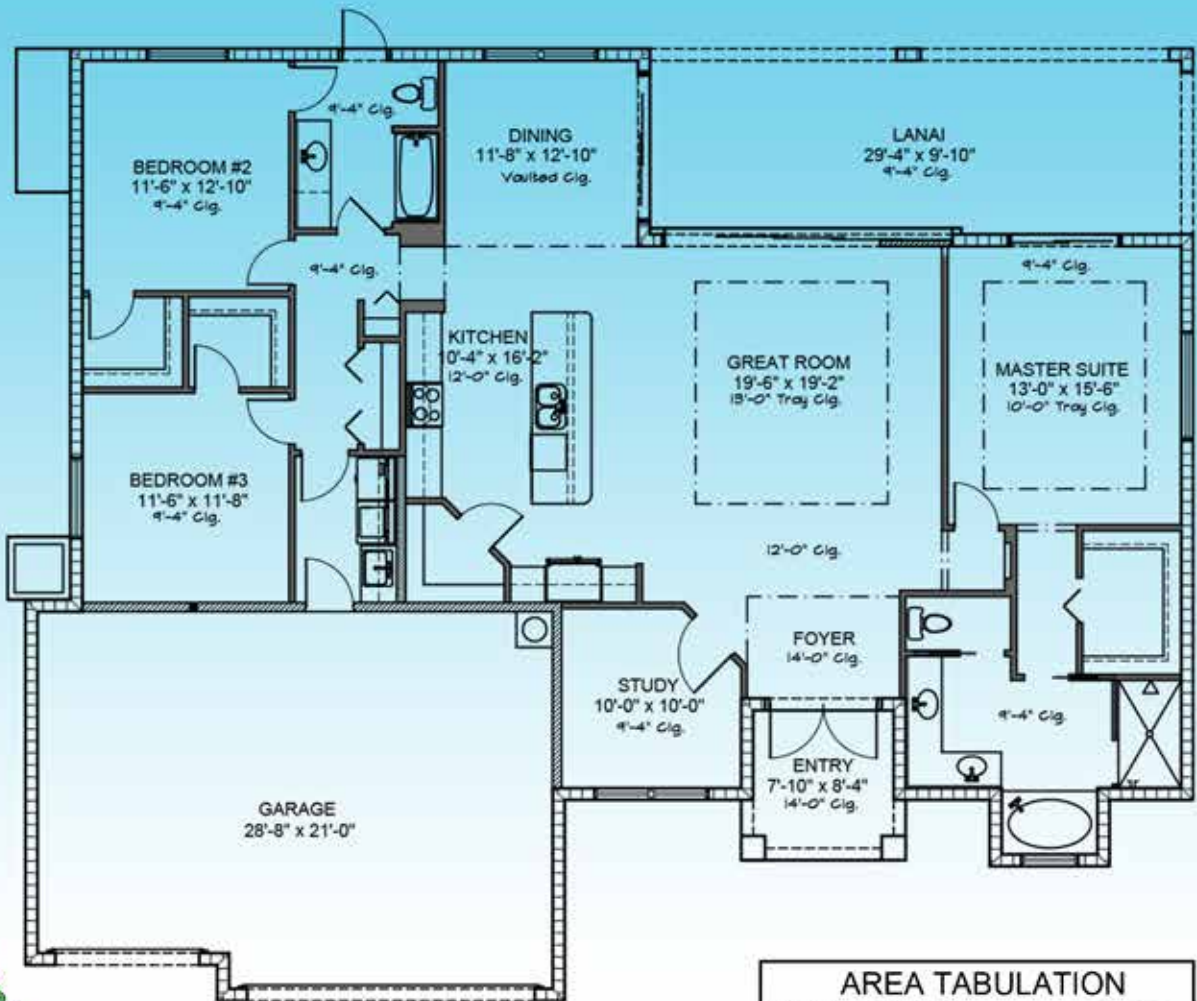 9'-4" Clg.
DINING
11'-8" x 12'-10"
Vaulted Clg.
LANAI
29'-4" x 9'-10"
9'-4" Clg.
BEDROOM #2
11'-6" x 12'-10"
9'-4" Clg.
9'-4" Clg.
9'-4" Clg.
KITCHEN
10'-4" x 16'-2"
12'-0" Clg.
GREAT ROOM
19'-6" x 19'-2"
13'-0" Tray Clg.
MASTER SUITE
13'-0" x 15'-6"
10'-0" Tray Clg.
BEDROOM #3
11'-6" x 11'-8"
9'-4" Clg.
12'-0" Clg.
FOYER
14'-0" Clg.
STUDY
10'-0" x 10'-0"
9'-4" Clg.
9'-4" Clg.
ENTRY
7'-10" x 8'-4"
14'-0" Clg.
GARAGE
28'-8" x 21'-0"
AREA TABULATION